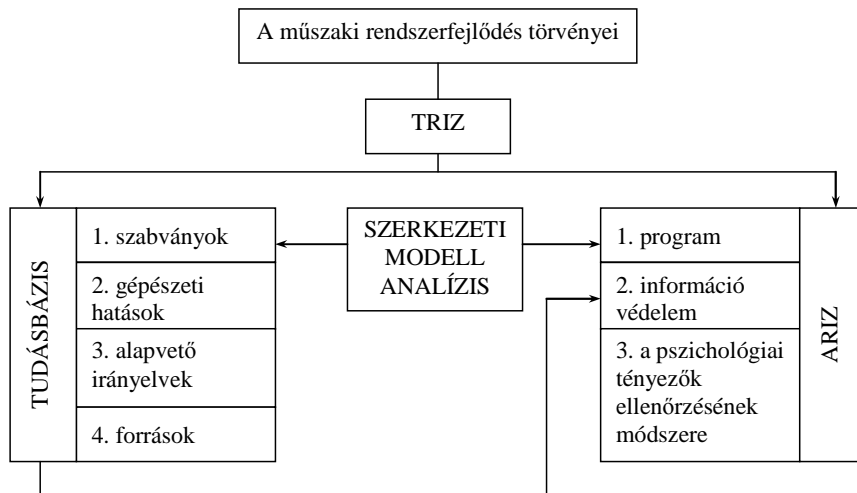 A műszaki rendszerfejlődés törvényei
TRIZ
TUDÁSBÁZIS
1. szabványok
2. gépészeti
hatások
3. alapvető
irányelvek
4. források
SZERKEZETI
MODELL
ANALÍZIS
1. program
2. információ
védelem
3. a pszichológiai
tényezők
ellenőrzésének
módszere
ARIZ